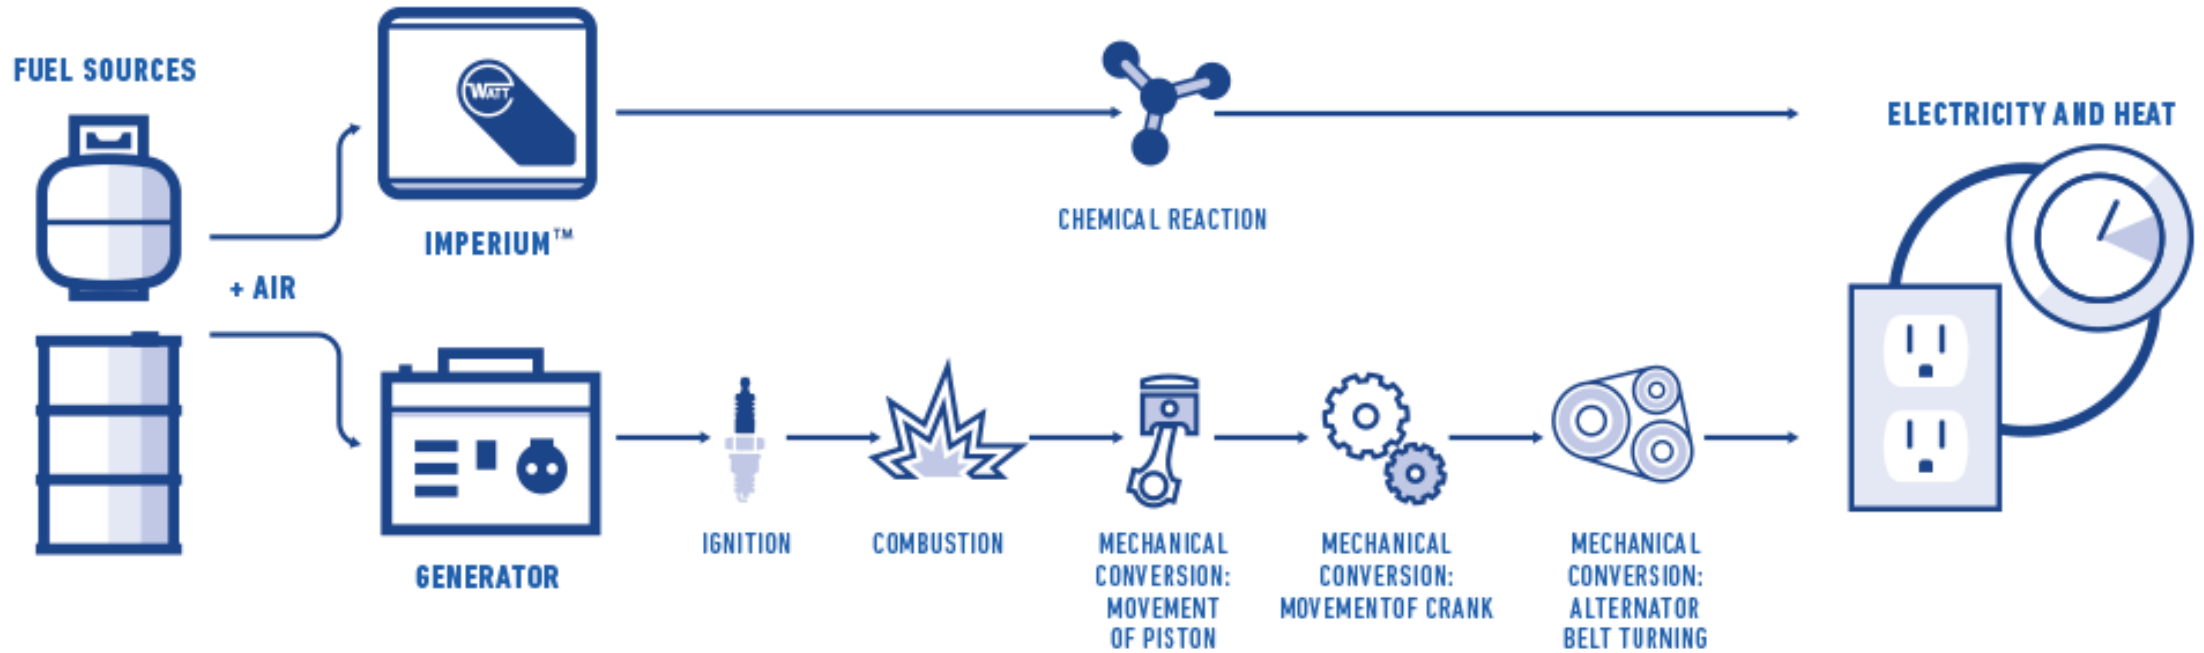 FUEL SOURCES
WATT
IMPERIUM™
+ AIR
GENERATOR
CHEMICAL REACTION
ELECTRICITY AND HEAT
IGNITION
COMBUSTION
MECHANICAL
CONVERSION:
MOVEMENT
OF PISTON
MECHANICAL
CONVERSION:
MOVEMENTOF CRANK
MECHANICAL
CONVERSION:
ALTERNATOR
BELT TURNING